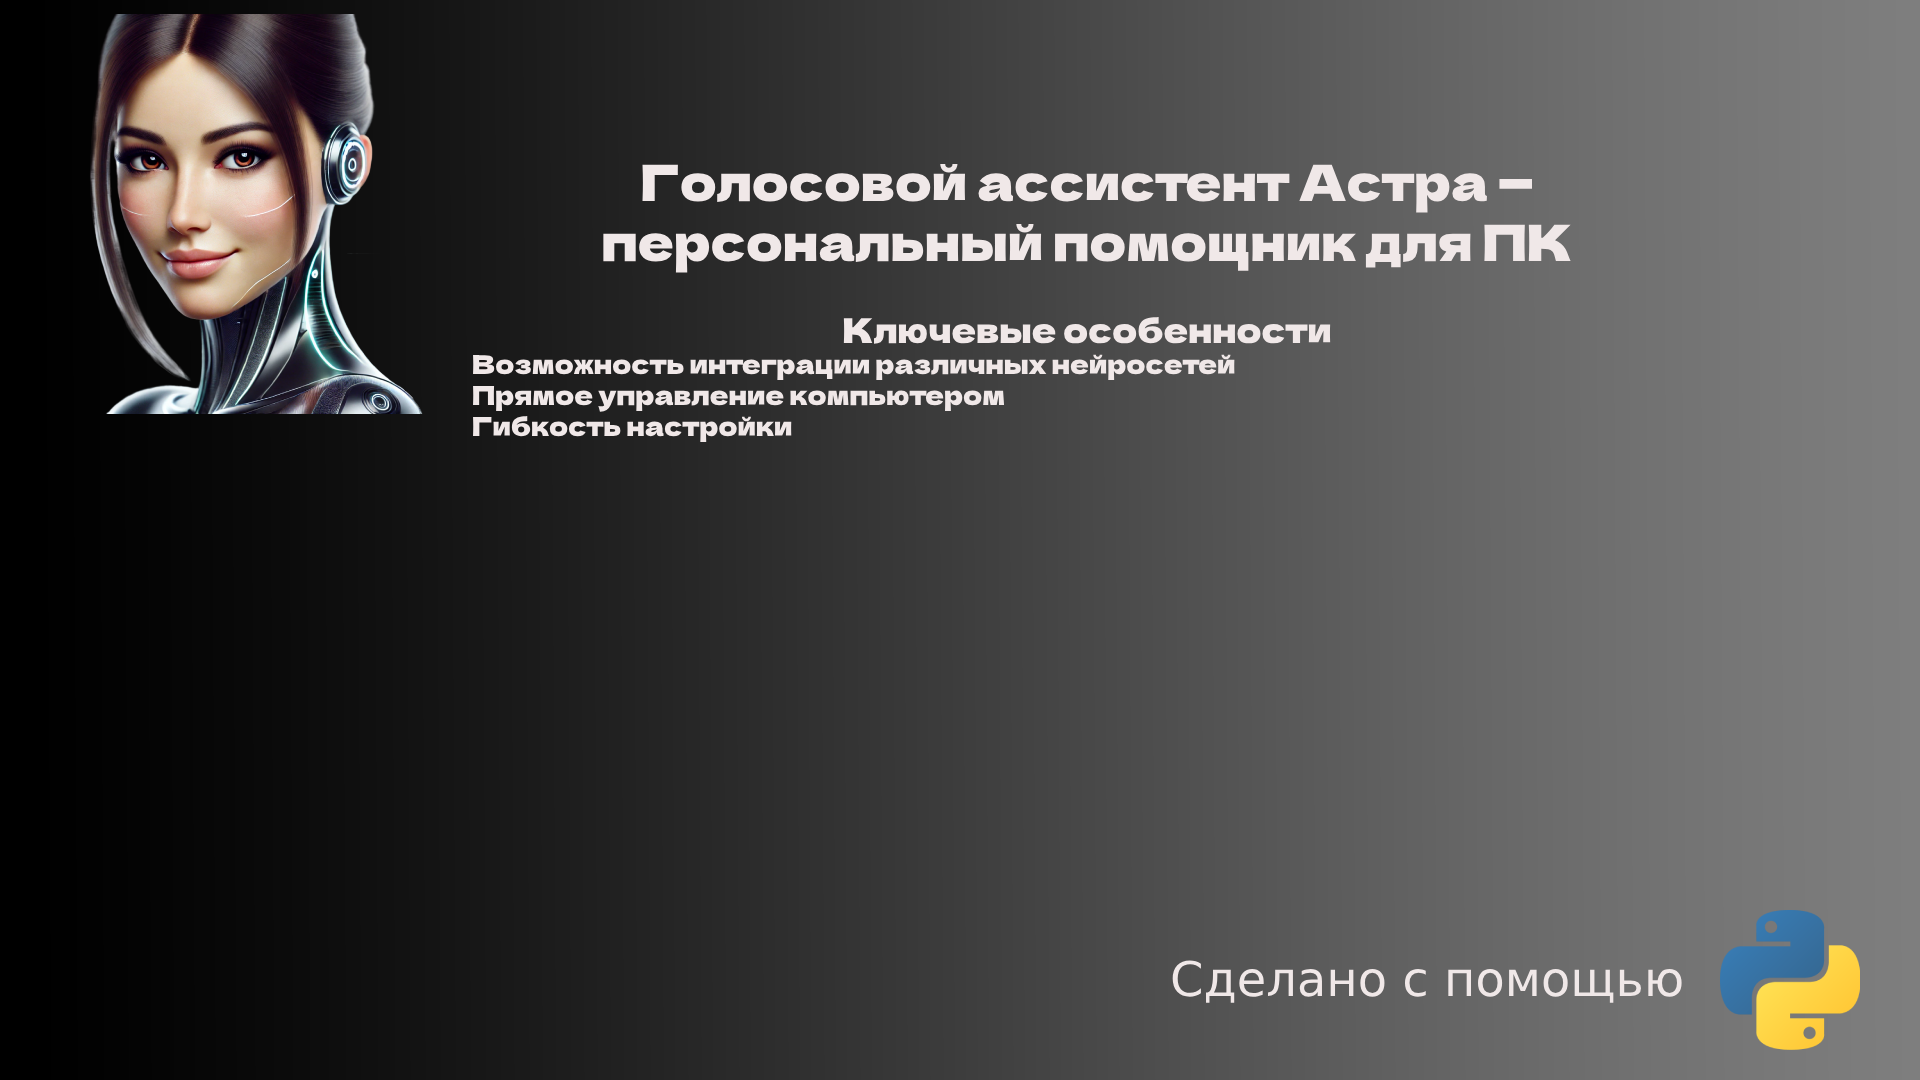 Голосовой ассистент Астра –
персональный помощник для ПК
Ключевые особенности
Возможность интеграции различных нейросетей
Прямое управление компьютером
Гибкость настройки
Сделано с помощью